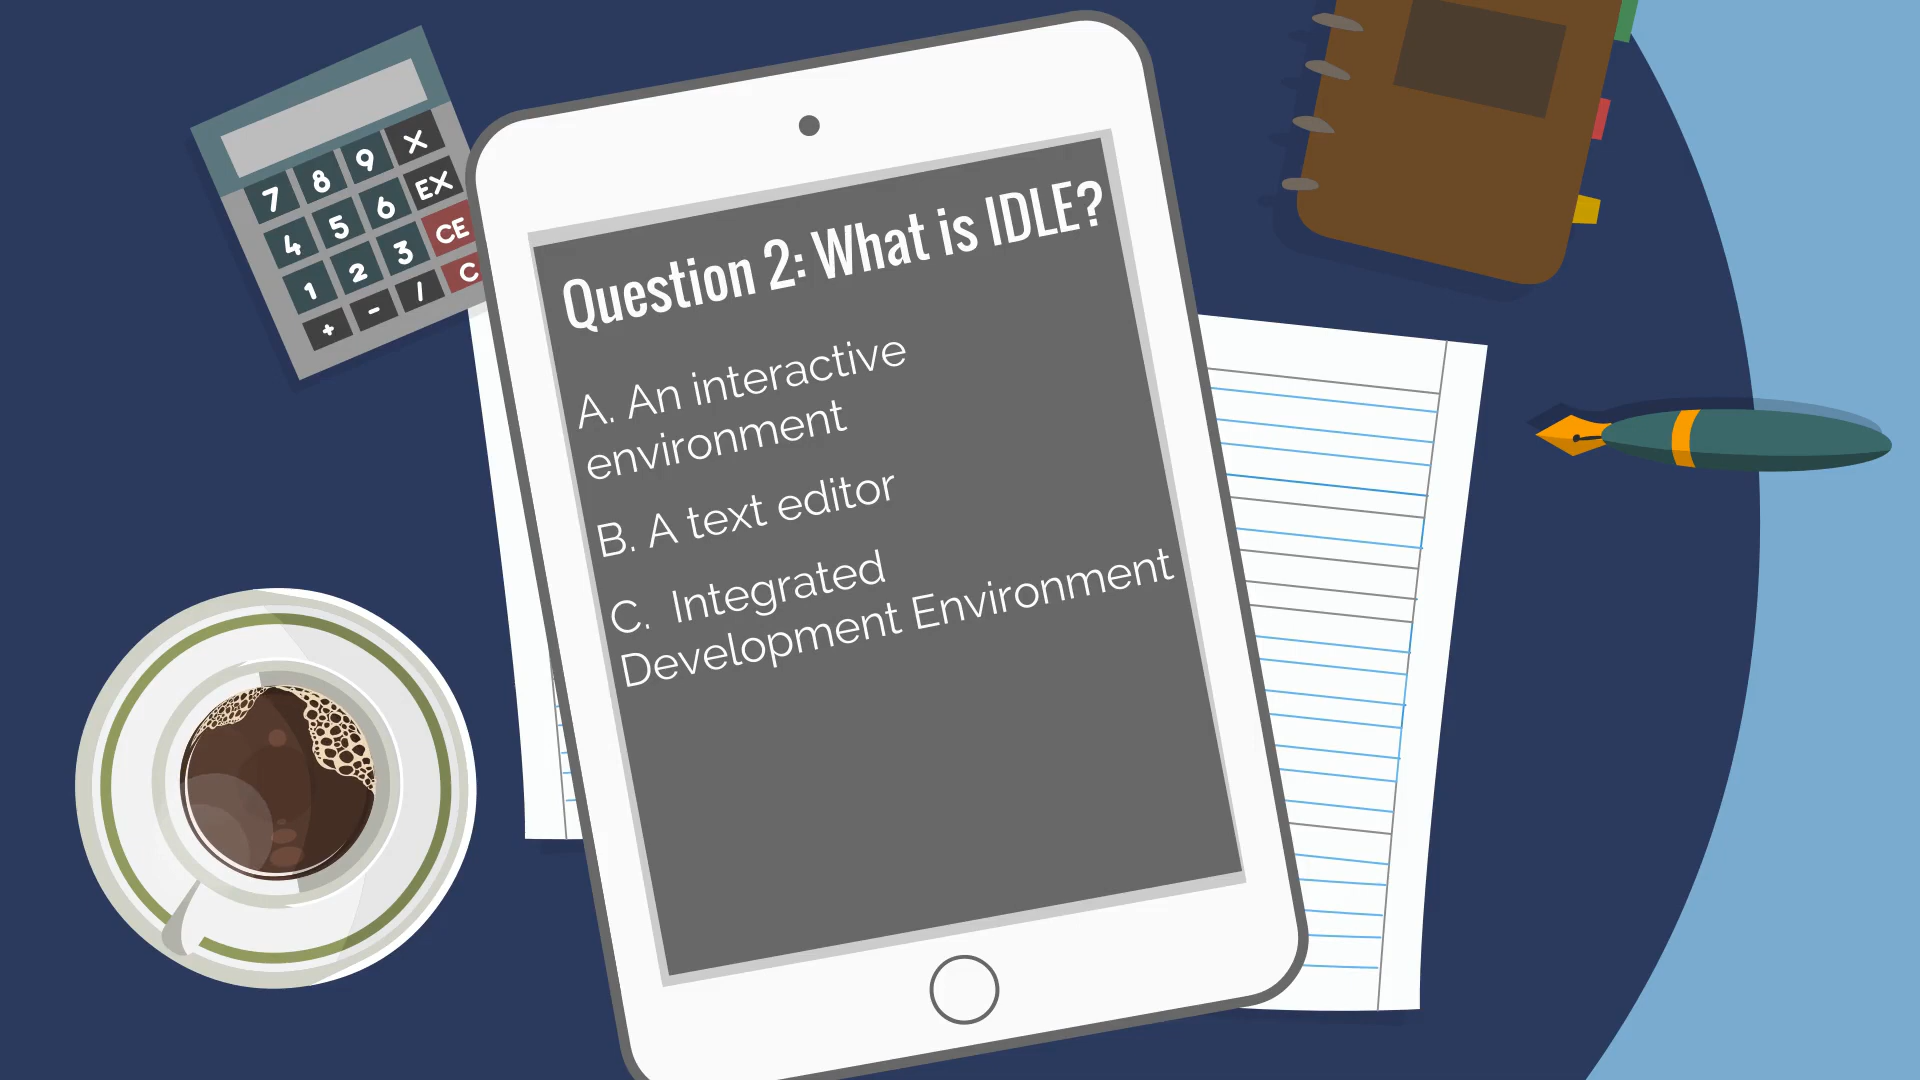 7 8 9 X
4 5 6 EX
1 2 3 CE
+ - / C
Question 2: What is IDLE?
A. An interactive
environment
B. A text editor
C. Integrated
Development Environment